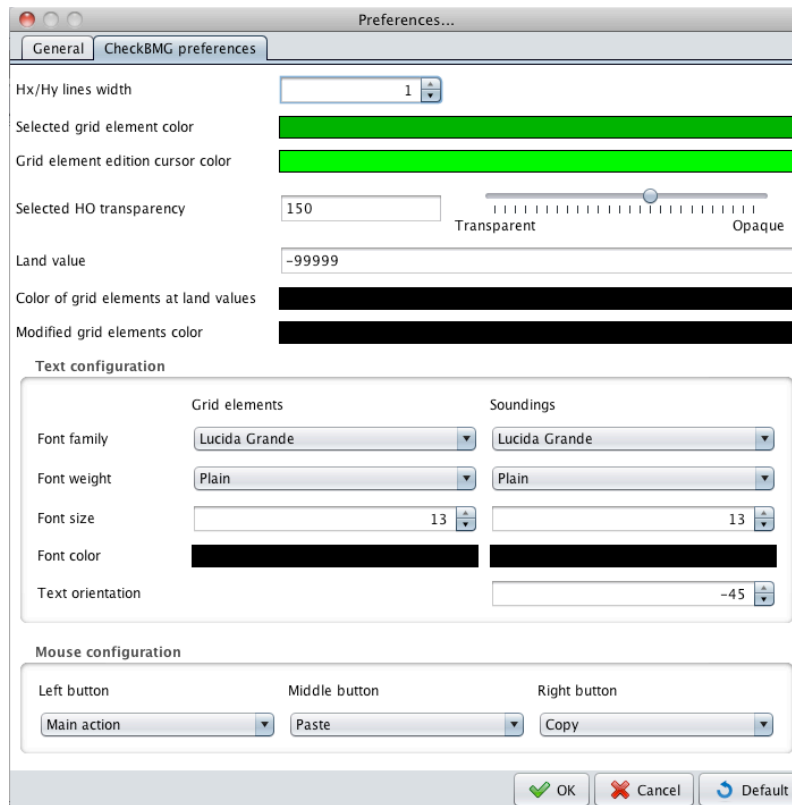 Preferences...
General CheckBMG preferences
Hx/Hy lines width 1
Selected grid element color
Grid element edition cursor color
Selected HO transparency 150
Transparent Opaque
Land value -99999
Color of grid elements at land values
Modified grid elements color
Text configuration
Grid elements Soundings
Font family Lucida Grande Lucida Grande
Font weight Plain Plain
Font size 13 13
Font color
Text orientation -45
Mouse configuration
Left button Middle button Right button
Main action Paste Copy
OK Cancel Default